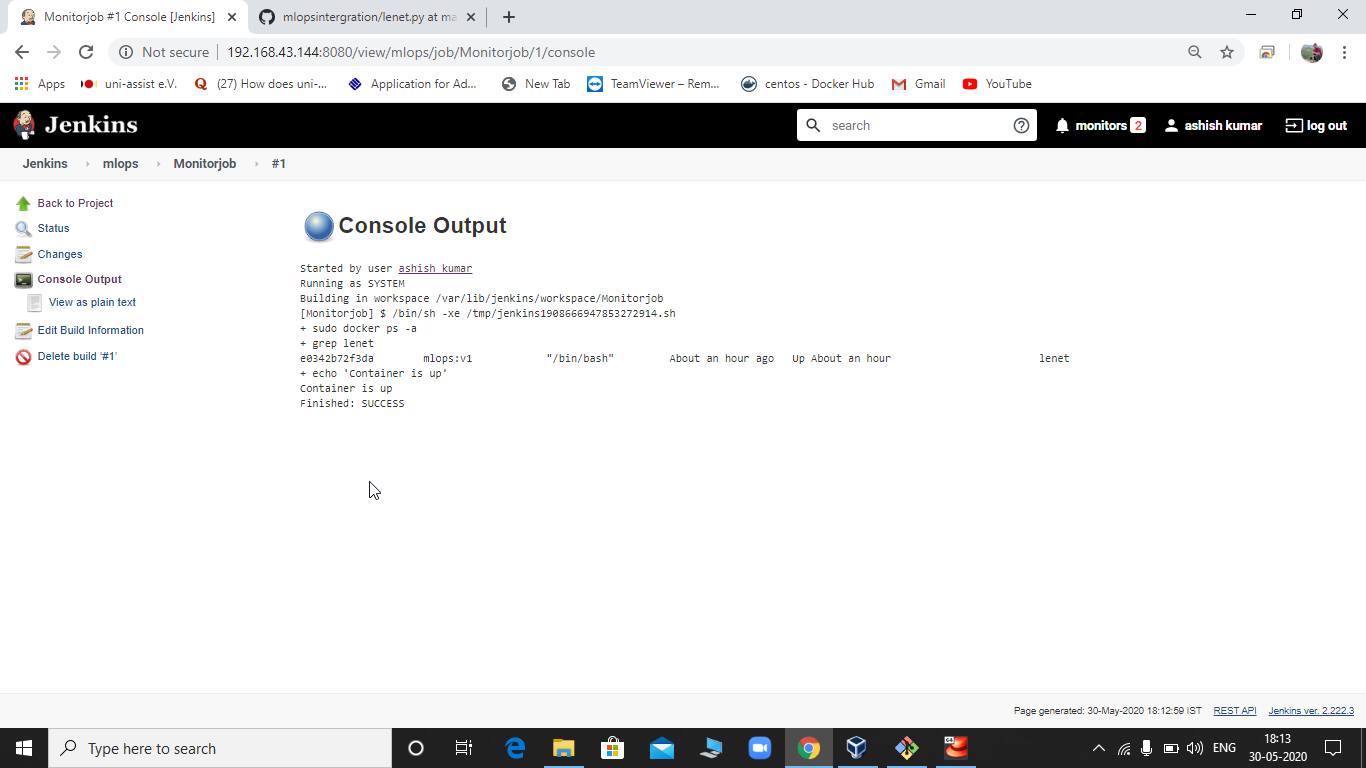 Monitorjob #1 Console [Jenkins]
mlopsintergration/lenet.py at ma
Not secure
192.168.43.144:8080/view/mlops/job/Monitorjob/1/console
Apps
uni-assist e.V.
(27) How does uni-...
Application for Ad...
New Tab
TeamViewer – Rem...
centos - Docker Hub
Gmail
YouTube
Jenkins
search
monitors 2
ashish kumar
log out
Jenkins
mlops
Monitorjob
#1
Back to Project
Status
Changes
Console Output
View as plain text
Edit Build Information
Delete build ‘#1’
Console Output
Started by user ashish kumar
Running as SYSTEM
Building in workspace /var/lib/jenkins/workspace/Monitorjob
[Monitorjob] $ /bin/sh -xe /tmp/jenkins1908666947853272914.sh
+ sudo docker ps -a
+ grep lenet
e0342b72f3da        mlops:v1            "/bin/bash"         About an hour ago   Up About an hour                        lenet
+ echo 'Container is up'
Container is up
Finished: SUCCESS
Page generated: 30-May-2020 18:12:59 IST
REST API
Jenkins ver. 2.222.3
Type here to search
ENG
18:13
30-05-2020